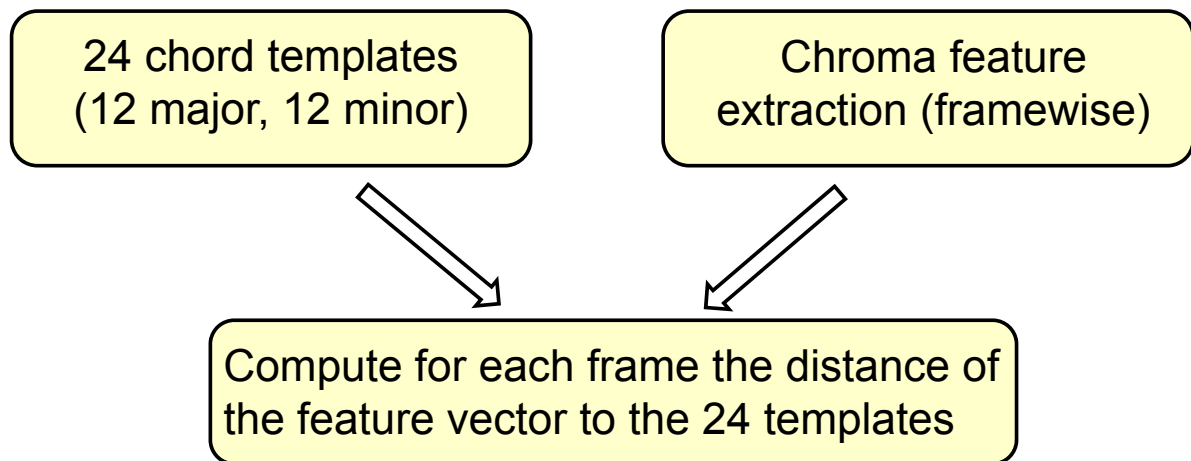 24 chord templates
(12 major, 12 minor)
Chroma feature
extraction (framewise)
Compute for each frame the distance of
the feature vector to the 24 templates